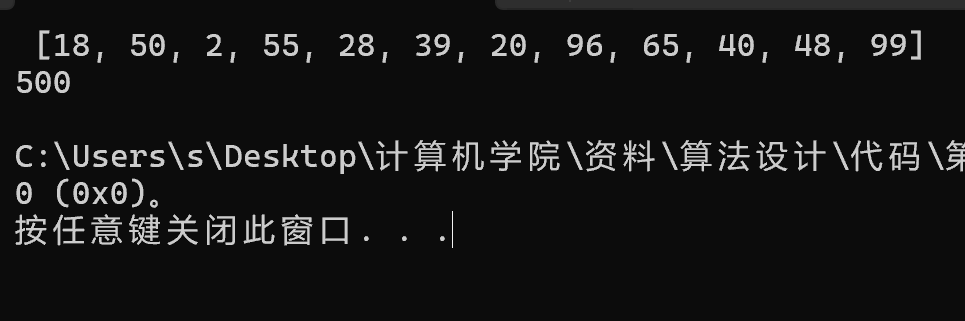 [18, 50, 2, 55, 28, 39, 20, 96, 65, 40, 48, 99]
500
C:\Users\s\Desktop\计算机学院\资料\算法设计\代码\第
0 (0x0)。
按任意键关闭此窗口. . .